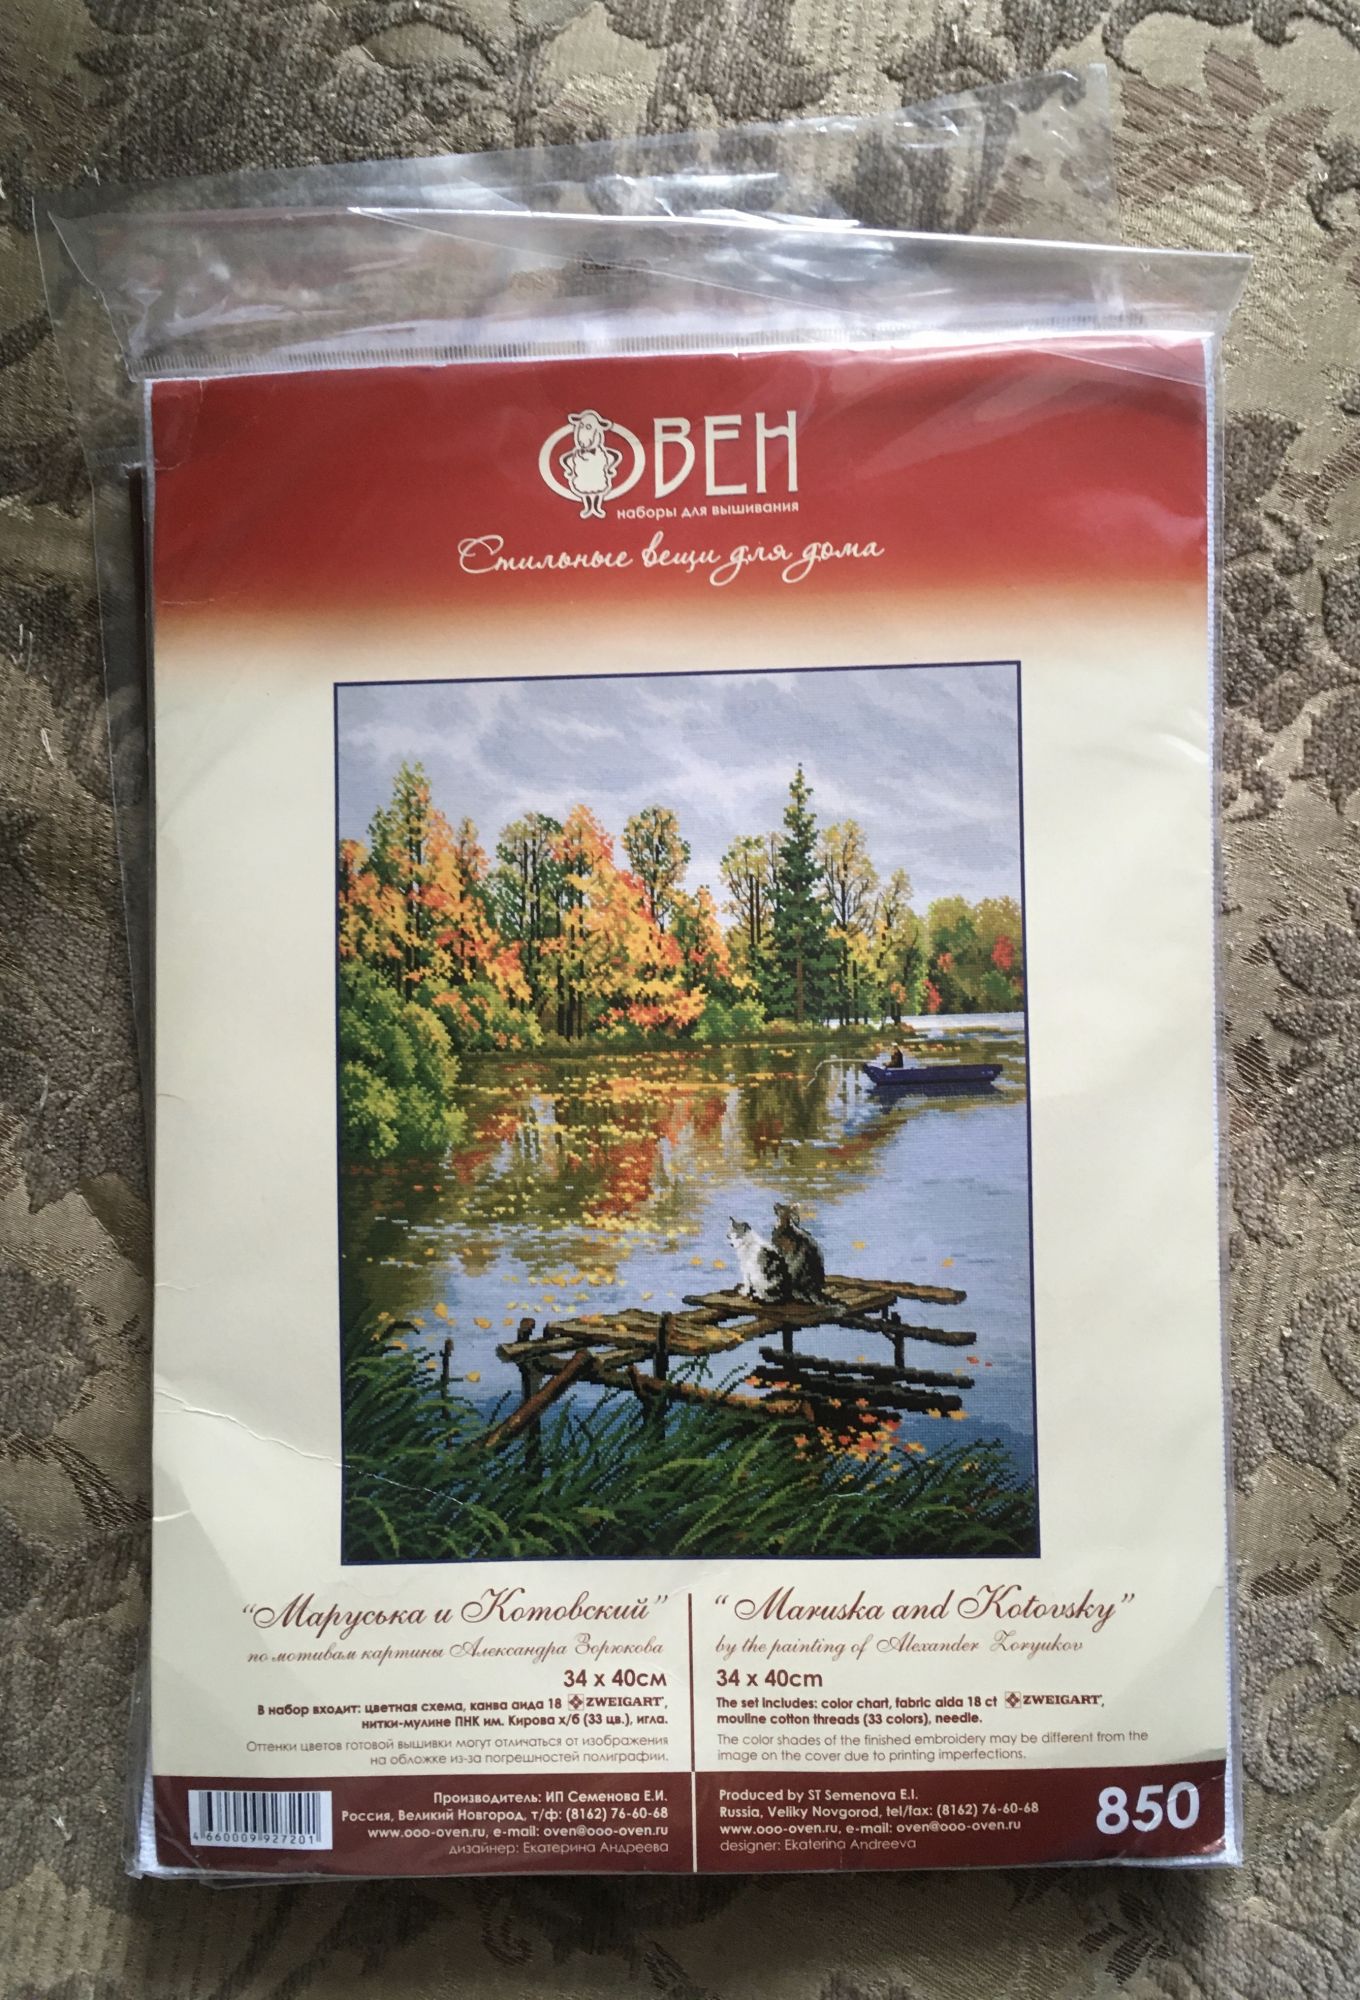 ОВЕН
наборы для вышивания
Стильные вещи для дома
“Маруська и Котовский”
по мотивам картины Александра Зорюкова
34 х 40см
В набор входит: цветная схема, канва аида 18 ZWEIGART®,
нитки-мулине ПНК им. Кирова х/б (33 цв.), игла.
Оттенки цветов готовой вышивки могут отличаться от изображения
на обложке из-за погрешностей полиграфии.
“Maruska and Kotovsky”
by the painting of Alexander Zoryukov
34 x 40cm
The set includes: color chart, fabric aida 18 ct ZWEIGART®,
mouline cotton threads (33 colors), needle.
The color shades of the finished embroidery may be different from the
image on the cover due to printing imperfections.
4 660009 927201
Производитель: ИП Семенова Е.И.
Россия, Великий Новгород, т/ф: (8162) 76-60-68
www.ooo-oven.ru, e-mail: oven@ooo-oven.ru
дизайнер: Екатерина Андреева
Produced by ST Semenova E.I.
Russia, Veliky Novgorod, tel/fax: (8162) 76-60-68
www.ooo-oven.ru, e-mail: oven@ooo-oven.ru
designer: Ekaterina Andreeva
850